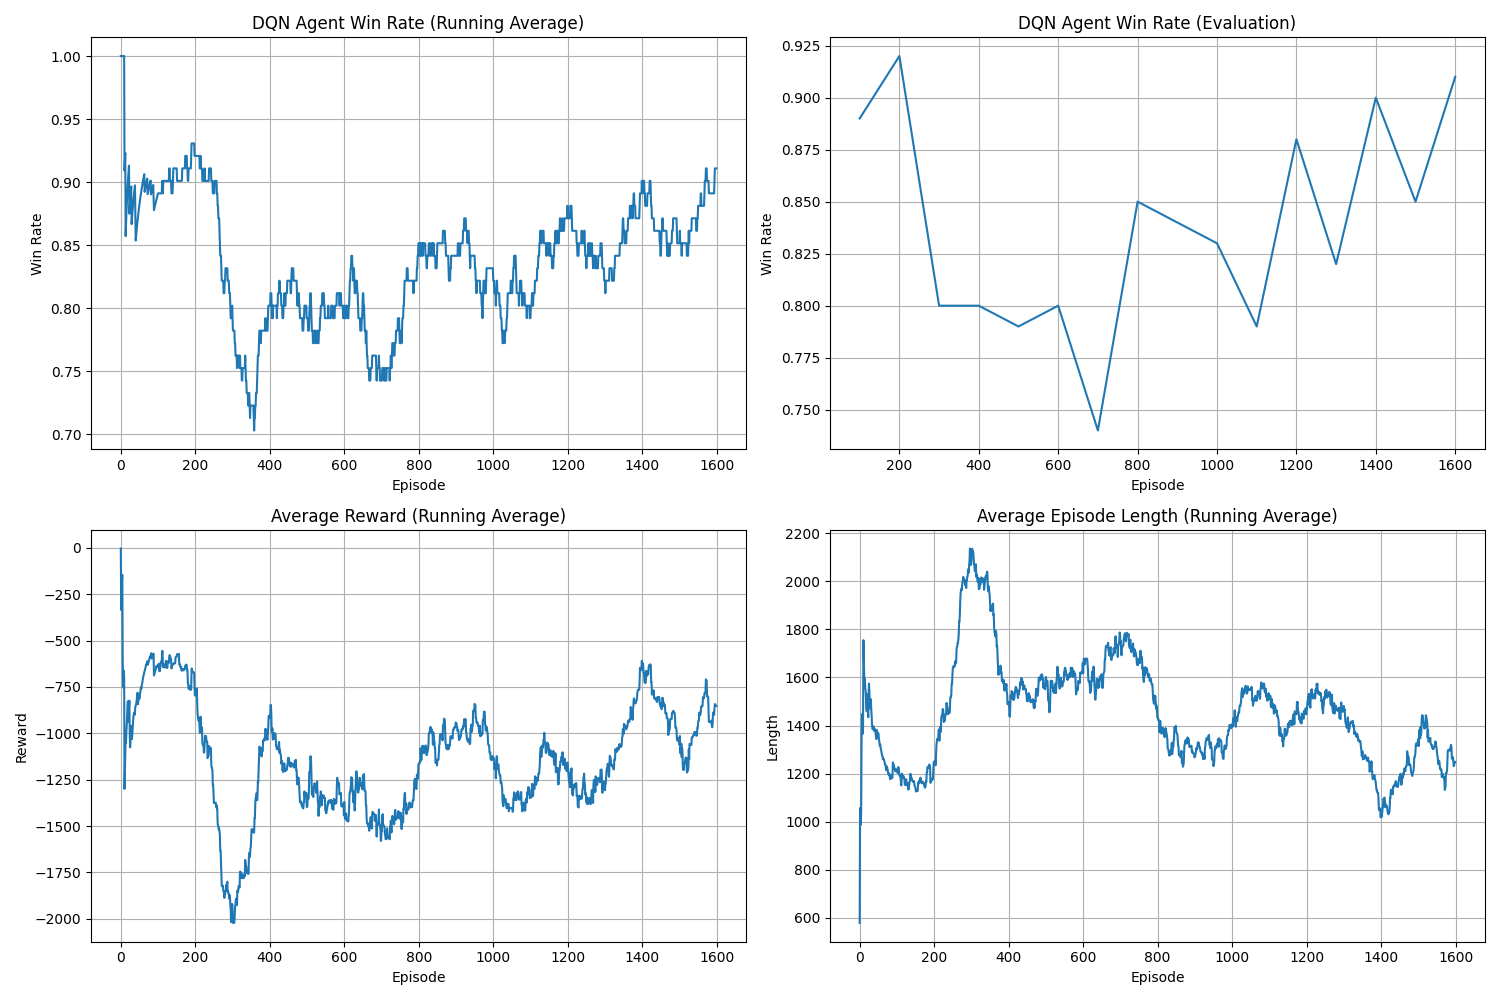 DQN Agent Win Rate (Running Average)
1.00
0.95
0.90
0.85
0.80
0.75
0.70
Win Rate
0 200 400 600 800 1000 1200 1400 1600
Episode
DQN Agent Win Rate (Evaluation)
0.925
0.900
0.875
0.850
0.825
0.800
0.775
0.750
Win Rate
200 400 600 800 1000 1200 1400 1600
Episode
Average Reward (Running Average)
0
−250
−500
−750
−1000
−1250
−1500
−1750
−2000
Reward
0 200 400 600 800 1000 1200 1400 1600
Episode
Average Episode Length (Running Average)
2200
2000
1800
1600
1400
1200
1000
800
600
Length
0 200 400 600 800 1000 1200 1400 1600
Episode